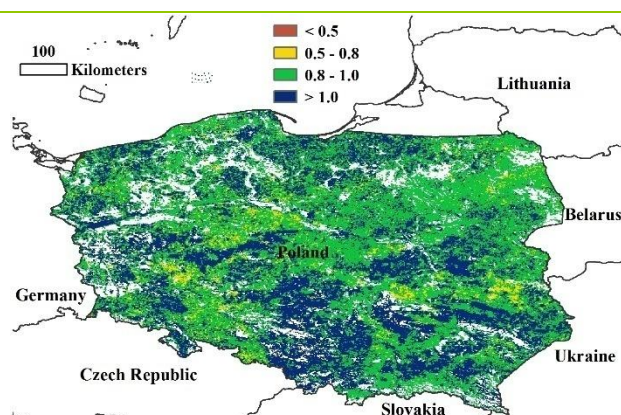 < 0.5
0.5 - 0.8
0.8 - 1.0
> 1.0
100
Kilometers
Lithuania
Belarus
Poland
Germany
Ukraine
Czech Republic
Slovakia